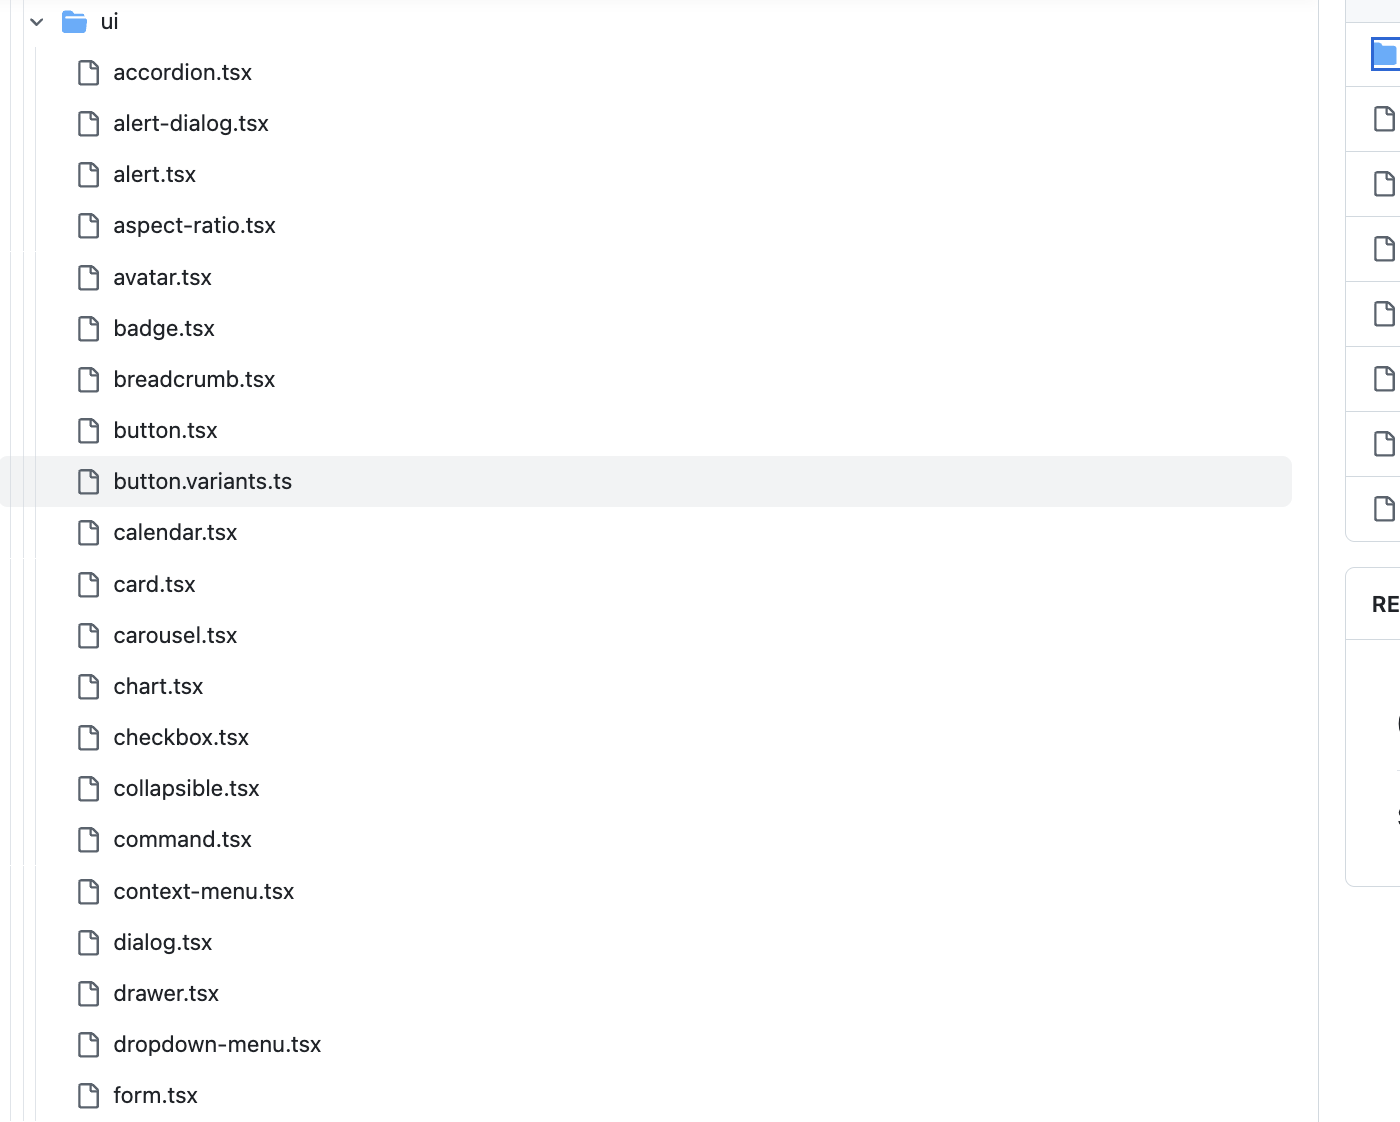 ui
accordion.tsx
alert-dialog.tsx
alert.tsx
aspect-ratio.tsx
avatar.tsx
badge.tsx
breadcrumb.tsx
button.tsx
button.variants.ts
calendar.tsx
card.tsx
carousel.tsx
chart.tsx
checkbox.tsx
collapsible.tsx
command.tsx
context-menu.tsx
dialog.tsx
drawer.tsx
dropdown-menu.tsx
form.tsx
RE